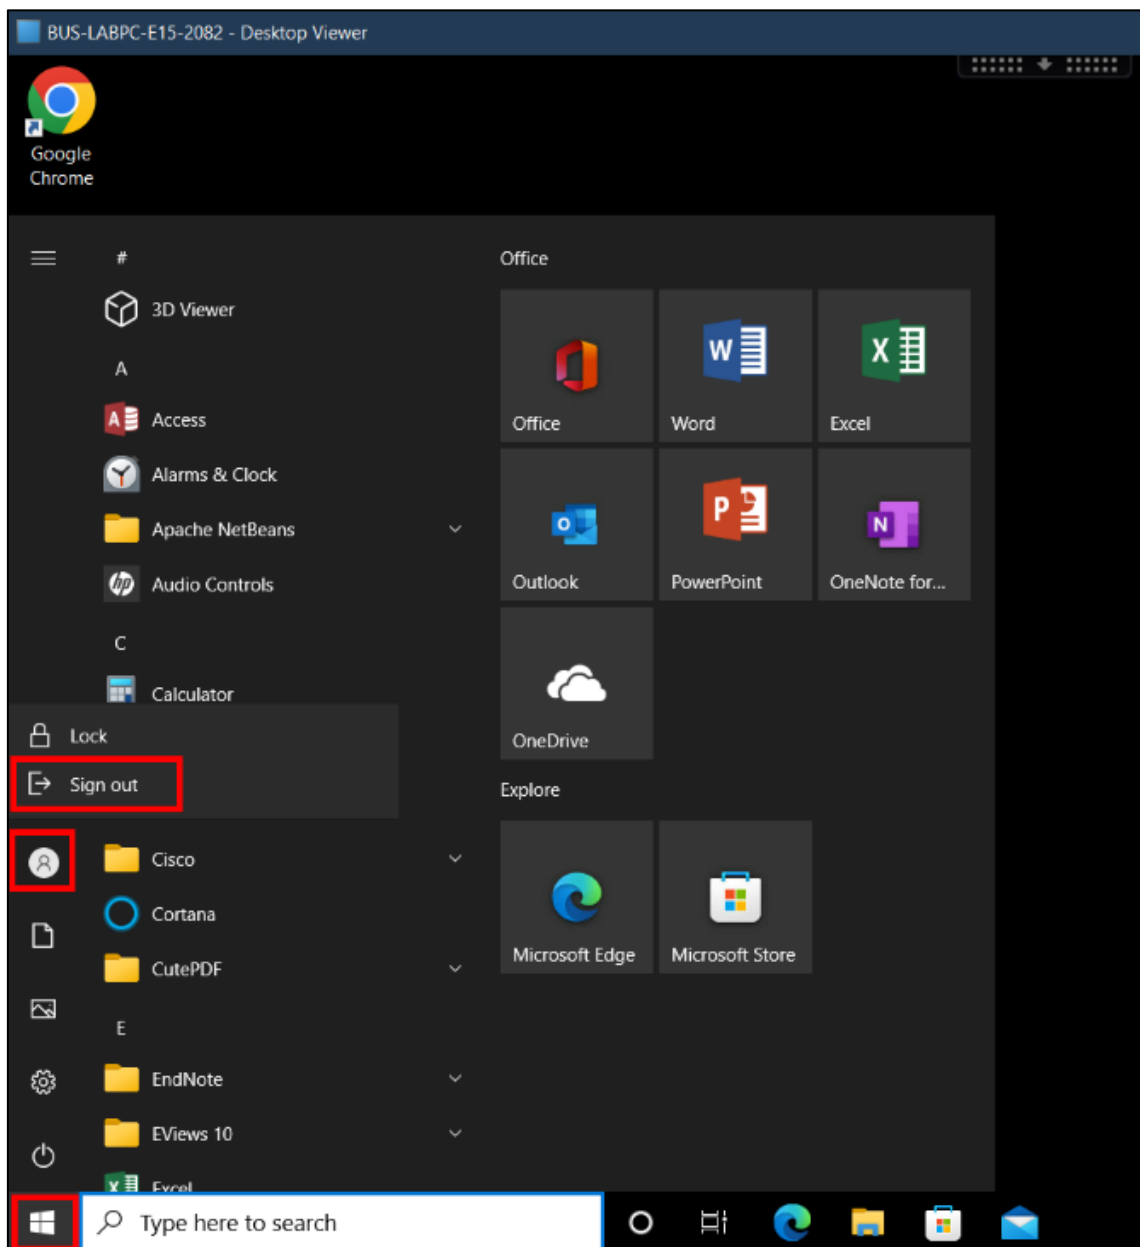 BUS-LABPC-E15-2082 - Desktop Viewer
Google
Chrome
#
3D Viewer
A
Access
Alarms & Clock
Apache NetBeans
Audio Controls
C
Calculator
Lock
Sign out
Cisco
Cortana
CutePDF
E
EndNote
EViews 10
Excel
Office
Office
Word
Excel
Outlook
PowerPoint
OneNote for...
OneDrive
Explore
Microsoft Edge
Microsoft Store
Type here to search